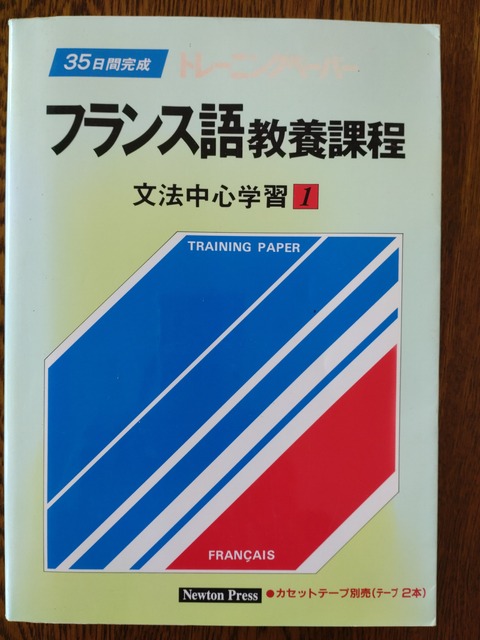 35日間完成 トレーニングペーパー
フランス語教養課程
文法中心学習 1
TRAINING PAPER
FRANÇAIS
Newton Press ●カセットテープ別売(テープ 2本)